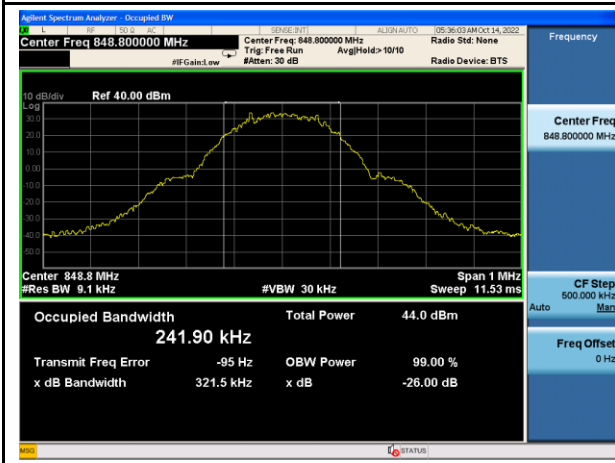 Agilent Spectrum Analyzer - Occupied BW
L RF 50 Ω AC SENSE:INT ALIGN AUTO 05:36:03 AM Oct 14, 2022
Center Freq 848.800000 MHz Center Freq: 848.800000 MHz Radio Std: None Frequency
Trig: Free Run Avg|Hold:> 10/10
#IFGain:Low #Atten: 30 dB Radio Device: BTS
10 dB/div Ref 40.00 dBm
Log
30.0
20.0
10.0
0.00
-10.0
-20.0
-30.0
-40.0
-50.0
Center Freq
848.800000 MHz
Center 848.8 MHz Span 1 MHz
#Res BW 9.1 kHz #VBW 30 kHz Sweep 11.53 ms
CF Step
500.000 kHz
Auto Man
Occupied Bandwidth Total Power 44.0 dBm
241.90 kHz
Transmit Freq Error -95 Hz OBW Power 99.00 %
x dB Bandwidth 321.5 kHz x dB -26.00 dB
Freq Offset
0 Hz
MSG STATUS